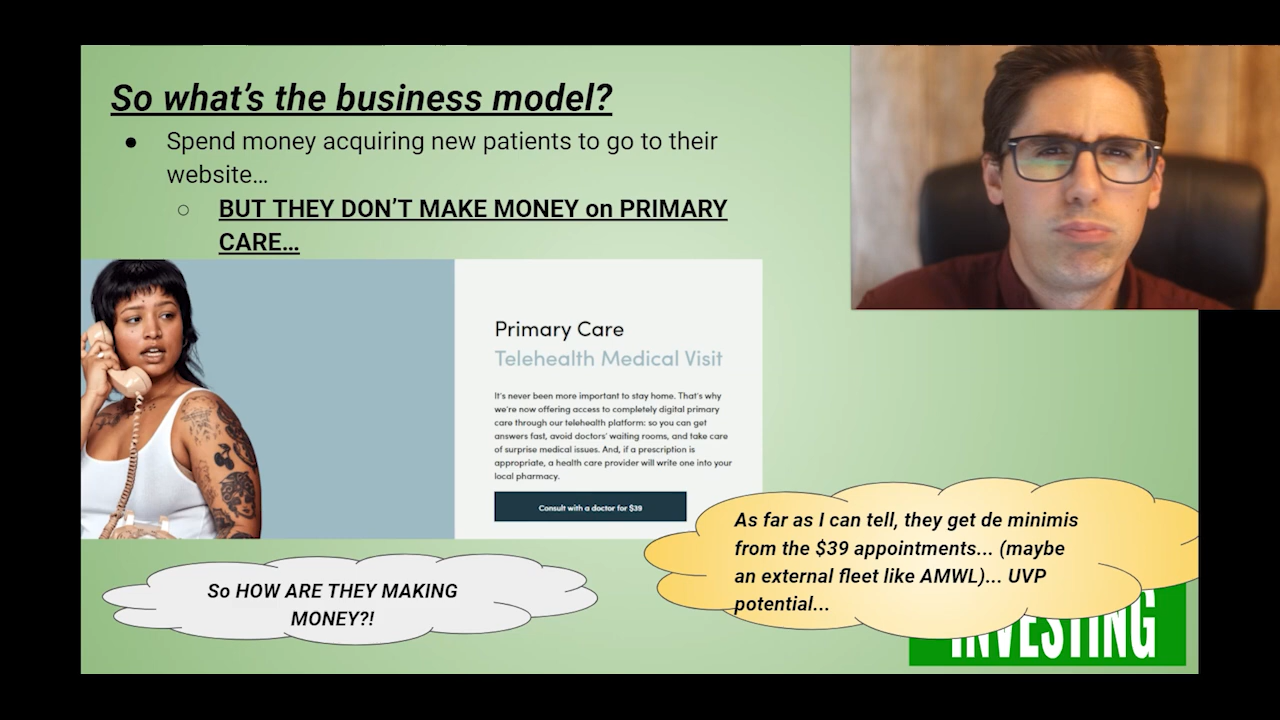 So what's the business model?
● Spend money acquiring new patients to go to their
website…
○ BUT THEY DON'T MAKE MONEY on PRIMARY
CARE…
Primary Care
Telehealth Medical Visit
It's never been more important to stay home. That's why
we're now offering access to completely digital primary
care through our telehealth platform: so you can get
answers fast, avoid doctors' waiting rooms, and take care
of surprise medical issues. And, if a prescription is
appropriate, a health care provider will write one into your
local pharmacy.
Consult with a doctor for $39
As far as I can tell, they get de minimis
from the $39 appointments... (maybe
an external fleet like AMWL)... UVP
potential...
So HOW ARE THEY MAKING
MONEY?!
INVESTING